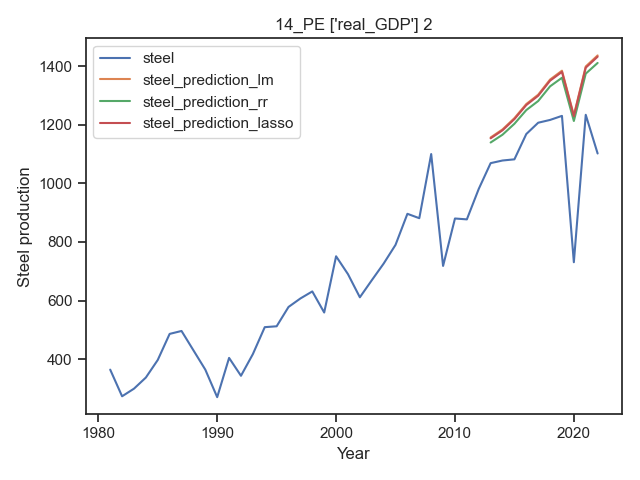 14_PE ['real_GDP'] 2
steel
steel_prediction_lm
steel_prediction_rr
steel_prediction_lasso
Steel production
1400
1200
1000
800
600
400
1980
1990
2000
2010
2020
Year